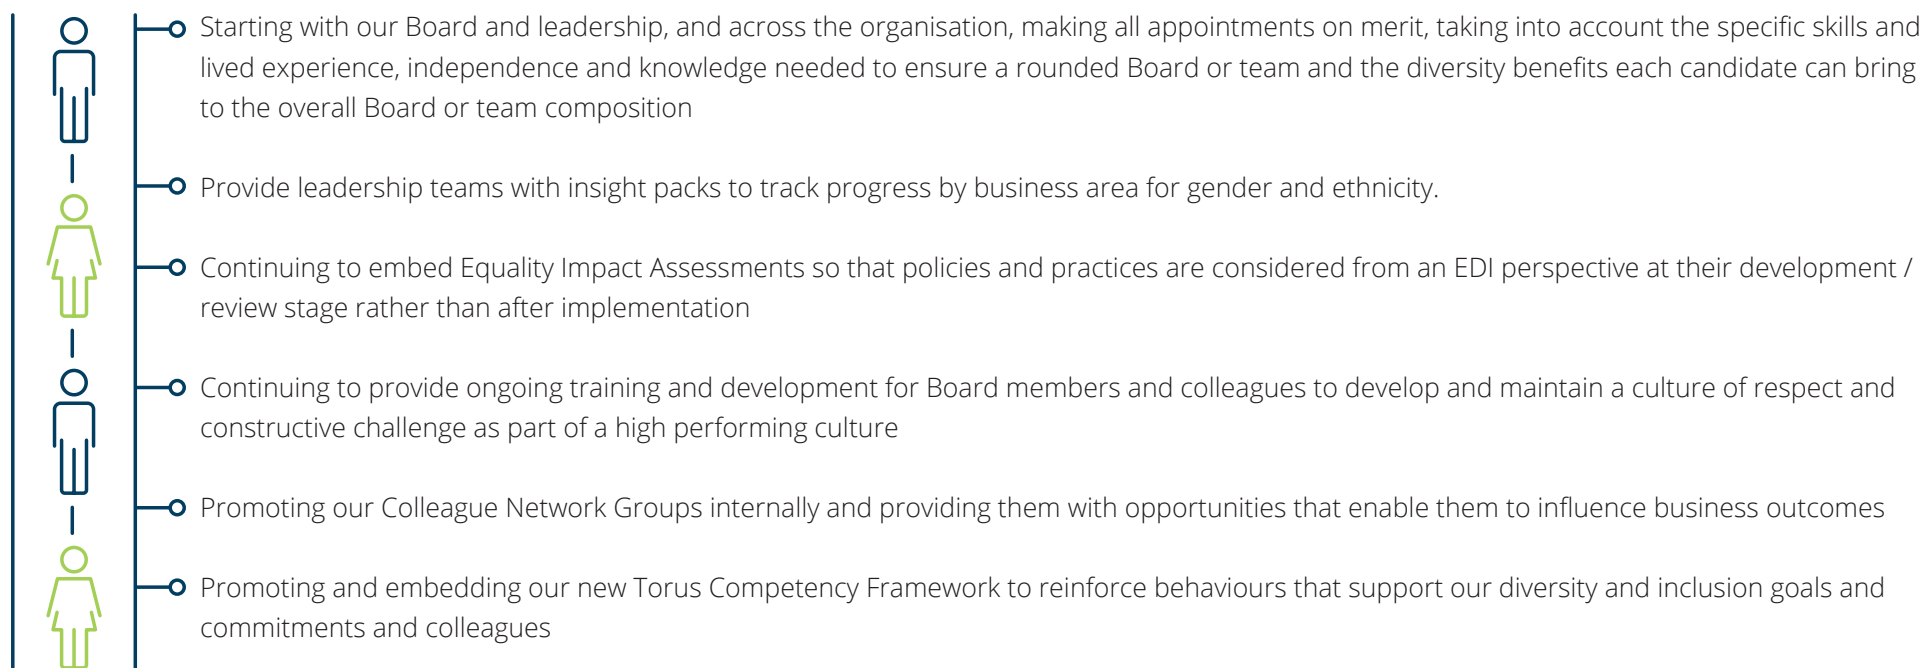 Starting with our Board and leadership, and across the organisation, making all appointments on merit, taking into account the specific skills and
lived experience, independence and knowledge needed to ensure a rounded Board or team and the diversity benefits each candidate can bring
to the overall Board or team composition
Provide leadership teams with insight packs to track progress by business area for gender and ethnicity.
Continuing to embed Equality Impact Assessments so that policies and practices are considered from an EDI perspective at their development /
review stage rather than after implementation
Continuing to provide ongoing training and development for Board members and colleagues to develop and maintain a culture of respect and
constructive challenge as part of a high performing culture
Promoting our Colleague Network Groups internally and providing them with opportunities that enable them to influence business outcomes
Promoting and embedding our new Torus Competency Framework to reinforce behaviours that support our diversity and inclusion goals and
commitments and colleagues